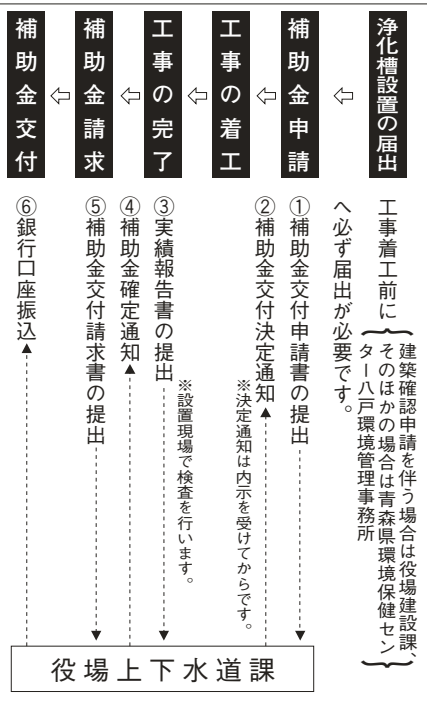 浄化槽設置の届出
工事着工前に
建築確認申請を伴う場合は役場建設課、
そのほかの場合は青森県環境保健セン
ター八戸環境管理事務所
へ必ず届出が必要です。
⇦
補助金申請
①補助金交付申請書の提出
②補助金交付決定通知
※決定通知は内示を受けてからです。
⇦
工事の着工
⇦
工事の完了
③実績報告書の提出
※設置現場で検査を行います。
④補助金確定通知
⇦
補助金請求
⑤補助金交付請求書の提出
⇦
補助金交付
⑥銀行口座振込
役場上下水道課